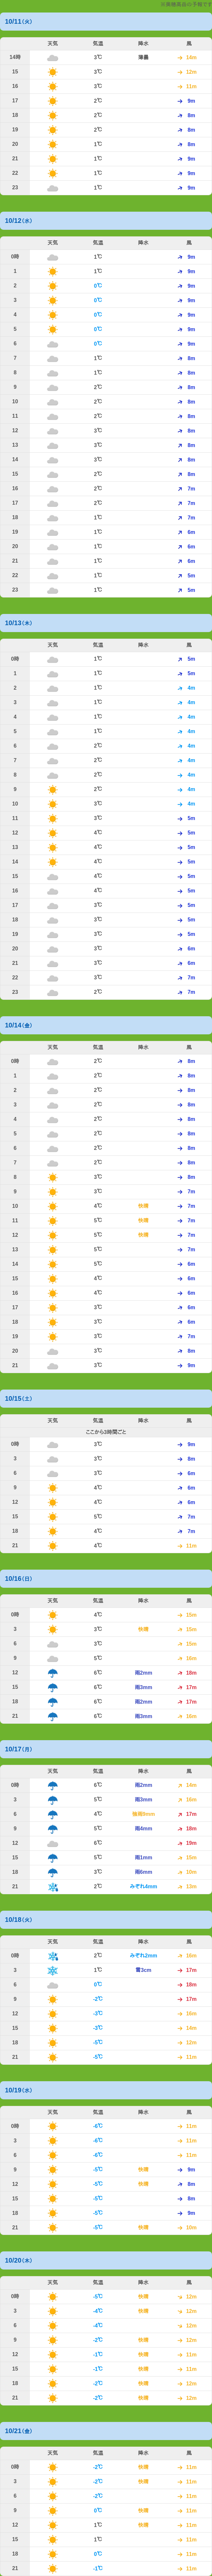 10/11(火)
天気 気温 降水 風
14時 3℃ 薄曇 14m
15 3℃ 12m
16 3℃ 11m
17 2℃ 9m
18 2℃ 8m
19 2℃ 8m
20 1℃ 8m
21 1℃ 9m
22 1℃ 9m
23 1℃ 9m
10/12(水)
天気 気温 降水 風
0時 1℃ 9m
1 1℃ 9m
2 0℃ 9m
3 0℃ 9m
4 0℃ 9m
5 0℃ 9m
6 0℃ 9m
7 1℃ 8m
8 1℃ 8m
9 2℃ 8m
10 2℃ 8m
11 2℃ 8m
12 3℃ 8m
13 3℃ 8m
14 3℃ 8m
15 2℃ 8m
16 2℃ 7m
17 2℃ 7m
18 1℃ 7m
19 1℃ 6m
20 1℃ 6m
21 1℃ 6m
22 1℃ 5m
23 1℃ 5m
10/13(木)
天気 気温 降水 風
0時 1℃ 5m
1 1℃ 5m
2 1℃ 4m
3 1℃ 4m
4 1℃ 4m
5 1℃ 4m
6 2℃ 4m
7 2℃ 4m
8 2℃ 4m
9 2℃ 4m
10 3℃ 4m
11 3℃ 5m
12 4℃ 5m
13 4℃ 5m
14 4℃ 5m
15 4℃ 5m
16 4℃ 5m
17 3℃ 5m
18 3℃ 5m
19 3℃ 5m
20 3℃ 6m
21 3℃ 6m
22 3℃ 7m
23 2℃ 7m
10/14(金)
天気 気温 降水 風
0時 2℃ 8m
1 2℃ 8m
2 2℃ 8m
3 2℃ 8m
4 2℃ 8m
5 2℃ 8m
6 2℃ 8m
7 2℃ 8m
8 3℃ 8m
9 3℃ 7m
10 4℃ 快晴 7m
11 5℃ 快晴 7m
12 5℃ 快晴 7m
13 5℃ 7m
14 5℃ 6m
15 4℃ 6m
16 4℃ 6m
17 3℃ 6m
18 3℃ 6m
19 3℃ 7m
20 3℃ 8m
21 3℃ 9m
10/15(土)
天気 気温 降水 風
ここから3時間ごと
0時 3℃ 9m
3 3℃ 8m
6 3℃ 6m
9 4℃ 6m
12 4℃ 6m
15 5℃ 7m
18 4℃ 7m
21 4℃ 11m
10/16(日)
天気 気温 降水 風
0時 4℃ 15m
3 3℃ 快晴 15m
6 3℃ 15m
9 5℃ 16m
12 6℃ 雨2mm 18m
15 6℃ 雨3mm 17m
18 6℃ 雨2mm 17m
21 6℃ 雨3mm 16m
10/17(月)
天気 気温 降水 風
0時 6℃ 雨2mm 14m
3 5℃ 雨3mm 16m
6 4℃ 強雨8mm 17m
9 5℃ 雨4mm 18m
12 6℃ 19m
15 5℃ 雨1mm 15m
18 3℃ 雨6mm 16m
21 2℃ みぞれ4mm 13m
10/18(火)
天気 気温 降水 風
0時 2℃ みぞれ2mm 16m
3 1℃ 雪3cm 17m
6 0℃ 18m
9 -2℃ 17m
12 -3℃ 16m
15 -3℃ 14m
18 -5℃ 12m
21 -5℃ 11m
10/19(水)
天気 気温 降水 風
0時 -6℃ 11m
3 -6℃ 11m
6 -6℃ 11m
9 -5℃ 快晴 9m
12 -5℃ 快晴 8m
15 -5℃ 8m
18 -5℃ 9m
21 -5℃ 快晴 10m
10/20(木)
天気 気温 降水 風
0時 -5℃ 快晴 12m
3 -4℃ 快晴 12m
6 -4℃ 12m
9 -2℃ 快晴 12m
12 -1℃ 快晴 11m
15 -1℃ 快晴 11m
18 -2℃ 快晴 12m
21 -2℃ 快晴 12m
10/21(金)
天気 気温 降水 風
0時 -2℃ 快晴 11m
3 -2℃ 快晴 11m
6 -2℃ 11m
9 0℃ 快晴 11m
12 1℃ 快晴 11m
15 1℃ 11m
18 0℃ 11m
21 -1℃ 11m